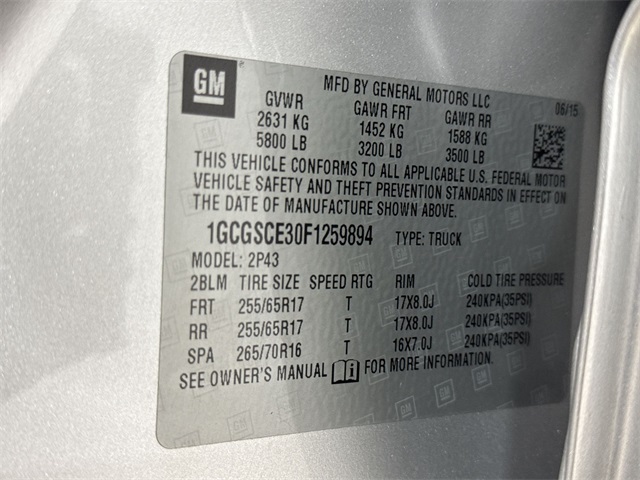 GM
MFD BY GENERAL MOTORS LLC
06/15
GVWR GAWR FRT GAWR RR
2631 KG 1452 KG 1588 KG
5800 LB 3200 LB 3500 LB
THIS VEHICLE CONFORMS TO ALL APPLICABLE U.S. FEDERAL MOTOR
VEHICLE SAFETY AND THEFT PREVENTION STANDARDS IN EFFECT ON
THE DATE OF MANUFACTURE SHOWN ABOVE.
1GCGSCE30F1259894 TYPE: TRUCK
MODEL: 2P43
2BLM TIRE SIZE SPEED RTG RIM COLD TIRE PRESSURE
FRT 255/65R17 T 17X8.0J 240KPA(35PSI)
RR 255/65R17 T 17X8.0J 240KPA(35PSI)
SPA 265/70R16 T 16X7.0J 240KPA(35PSI)
SEE OWNER'S MANUAL FOR MORE INFORMATION.